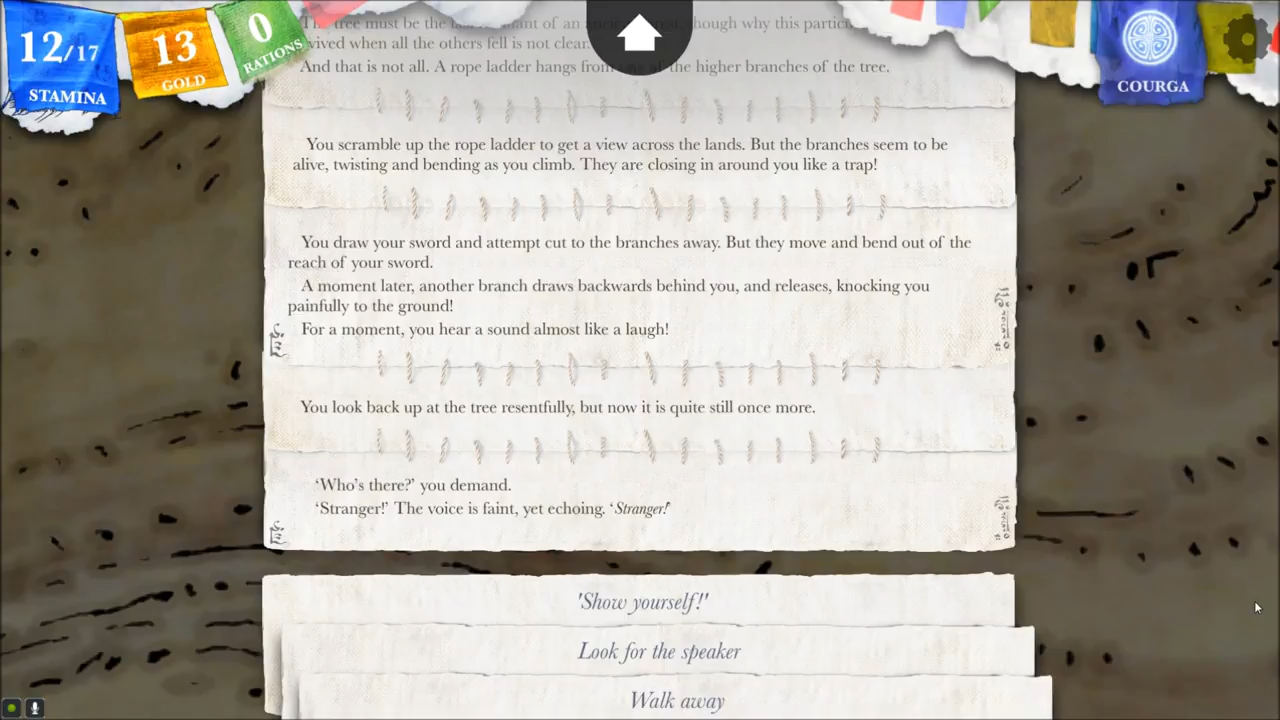 12/17
STAMINA
13
GOLD
0
RATIONS
COURGA
tree must be the of an though why this
vived when all the others fell is not clear.
And that is not all. A rope ladder hangs from one of the higher branches of the tree.
You scramble up the rope ladder to get a view across the lands. But the branches seem to be
alive, twisting and bending as you climb. They are closing in around you like a trap!
You draw your sword and attempt cut to the branches away. But they move and bend out of the
reach of your sword.
A moment later, another branch draws backwards behind you, and releases, knocking you
painfully to the ground!
For a moment, you hear a sound almost like a laugh!
You look back up at the tree resentfully, but now it is quite still once more.
‘Who’s there?’ you demand.
‘Stranger!’ The voice is faint, yet echoing. ‘Stranger!’
'Show yourself!'
Look for the speaker
Walk away